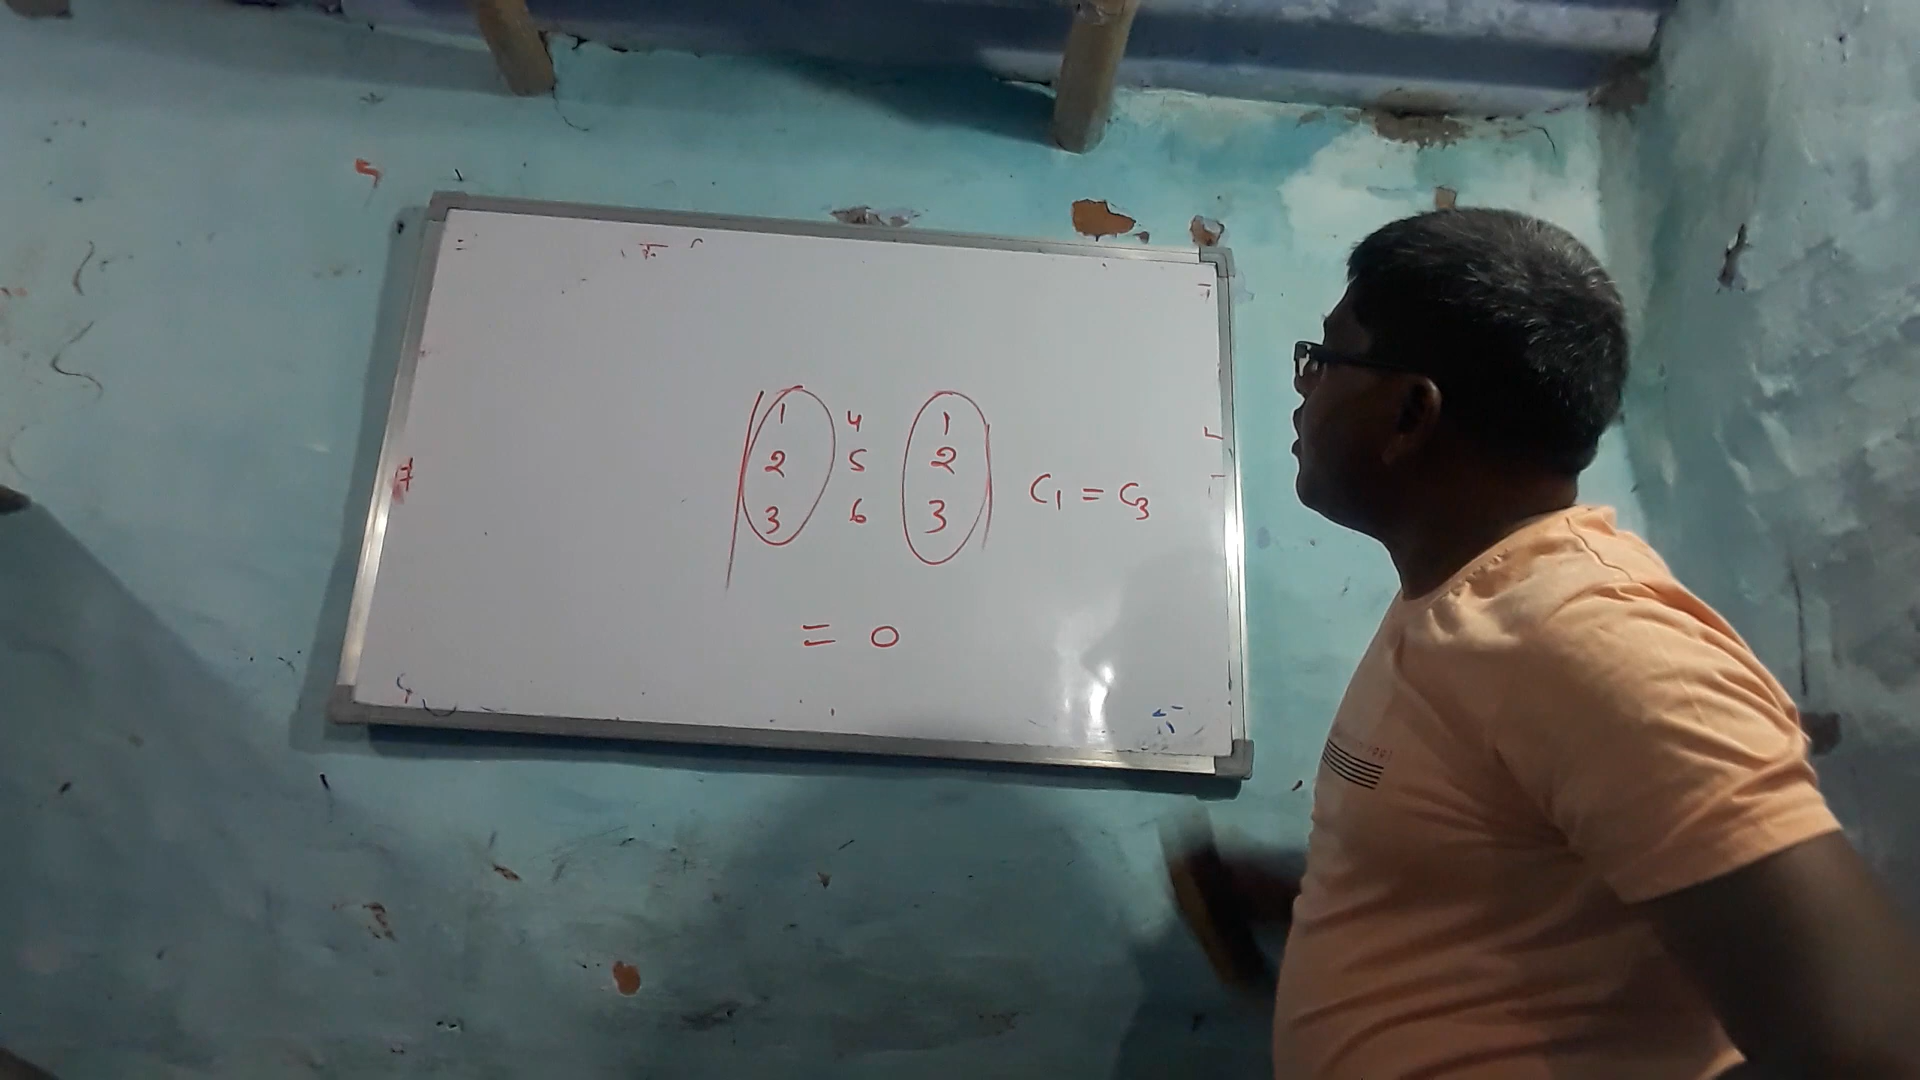 | 1 4 1 |
| 2 5 2 | C₁ = C₃
| 3 6 3 |
= 0